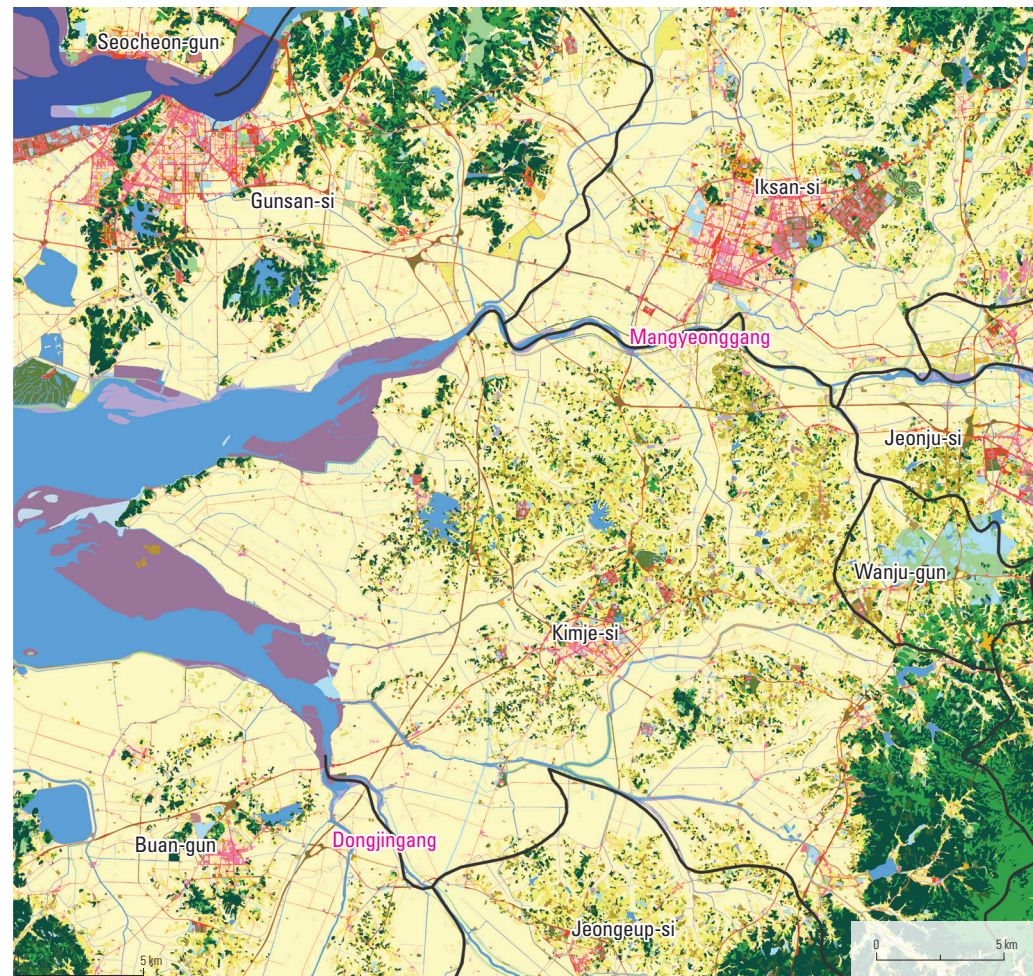 Seocheon-gun
Gunsan-si
Iksan-si
Mangyeonggang
Jeonju-si
Wanju-gun
Kimje-si
Dongjingang
Buan-gun
Jeongeup-si
0 5 km
5 km